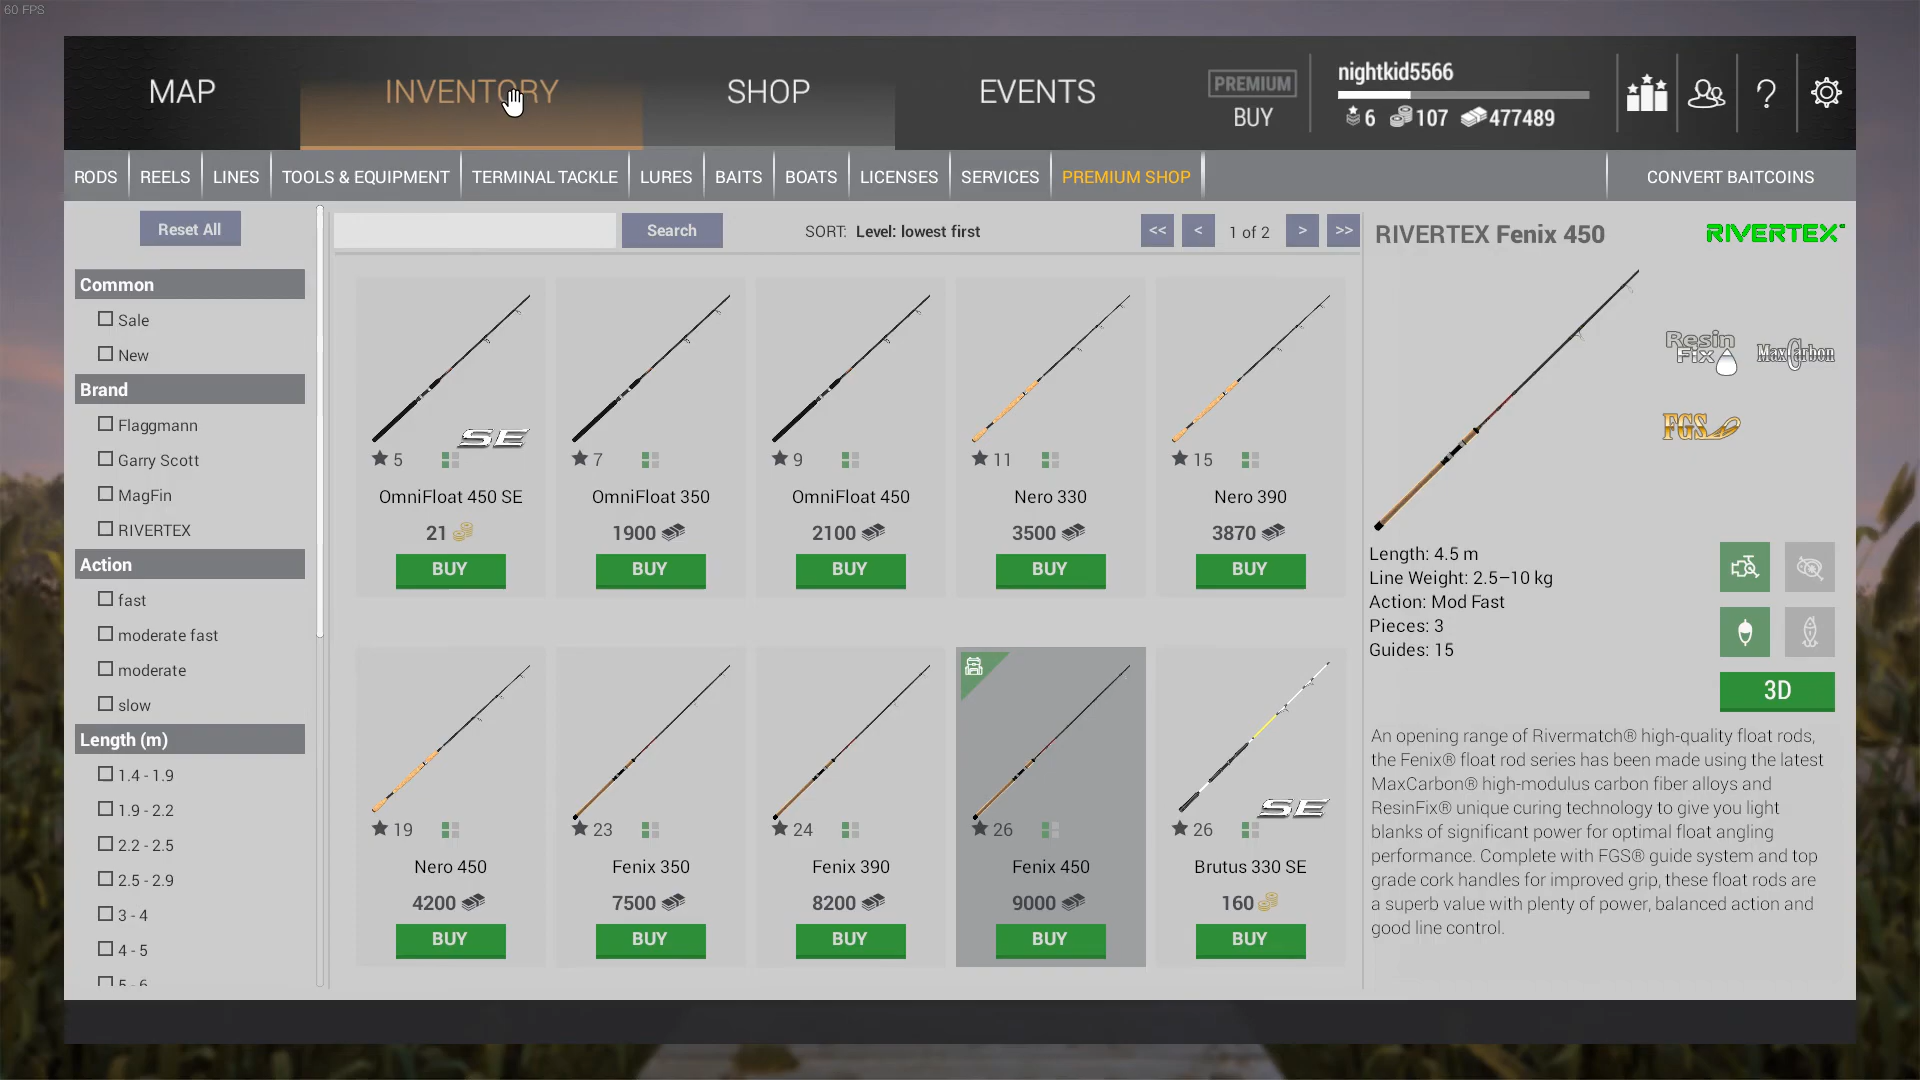 60 FPS
MAP
INVENTORY
SHOP
EVENTS
PREMIUM
BUY
nightkid5566
6
107
477489
?
RODS
REELS
LINES
TOOLS & EQUIPMENT
TERMINAL TACKLE
LURES
BAITS
BOATS
LICENSES
SERVICES
PREMIUM SHOP
CONVERT BAITCOINS
Reset All
Common
Sale
New
Brand
Flaggmann
Garry Scott
MagFin
RIVERTEX
Action
fast
moderate fast
moderate
slow
Length (m)
1.4 - 1.9
1.9 - 2.2
2.2 - 2.5
2.5 - 2.9
3 - 4
4 - 5
5 - 6
Search
SORT: Level: lowest first
<<
<
1 of 2
>
>>
SE
5
OmniFloat 450 SE
21
BUY
7
OmniFloat 350
1900
BUY
9
OmniFloat 450
2100
BUY
11
Nero 330
3500
BUY
15
Nero 390
3870
BUY
19
Nero 450
4200
BUY
23
Fenix 350
7500
BUY
24
Fenix 390
8200
BUY
26
Fenix 450
9000
BUY
SE
26
Brutus 330 SE
160
BUY
RIVERTEX Fenix 450
RIVERTEX
Resin Fix
MaxCarbon
FGS
Length: 4.5 m
Line Weight: 2.5–10 kg
Action: Mod Fast
Pieces: 3
Guides: 15
3D
An opening range of Rivermatch® high-quality float rods,
the Fenix® float rod series has been made using the latest
MaxCarbon® high-modulus carbon fiber alloys and
ResinFix® unique curing technology to give you light
blanks of significant power for optimal float angling
performance. Complete with FGS® guide system and top
grade cork handles for improved grip, these float rods are
a superb value with plenty of power, balanced action and
good line control.